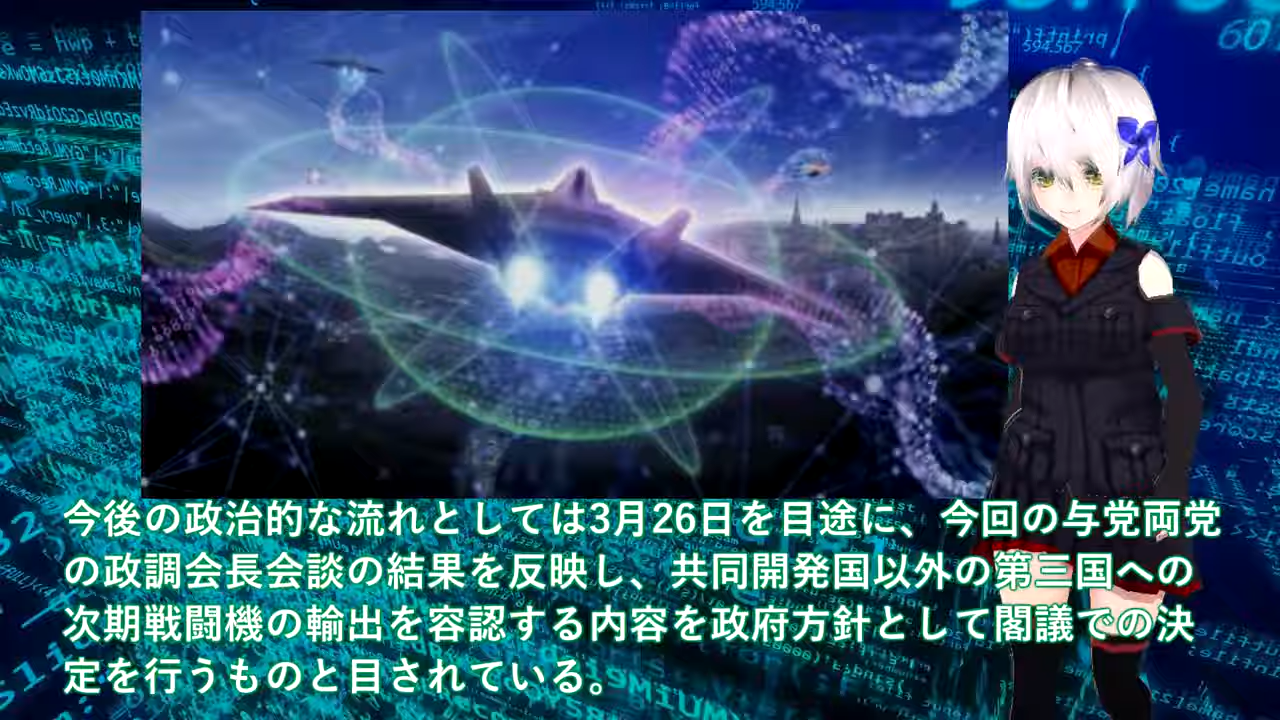 今後の政治的な流れとしては3月26日を目途に、今回の与党両党
の政調会長会談の結果を反映し、共同開発国以外の第三国への
次期戦闘機の輸出を容認する内容を政府方針として閣議での決
定を行うものと目されている。